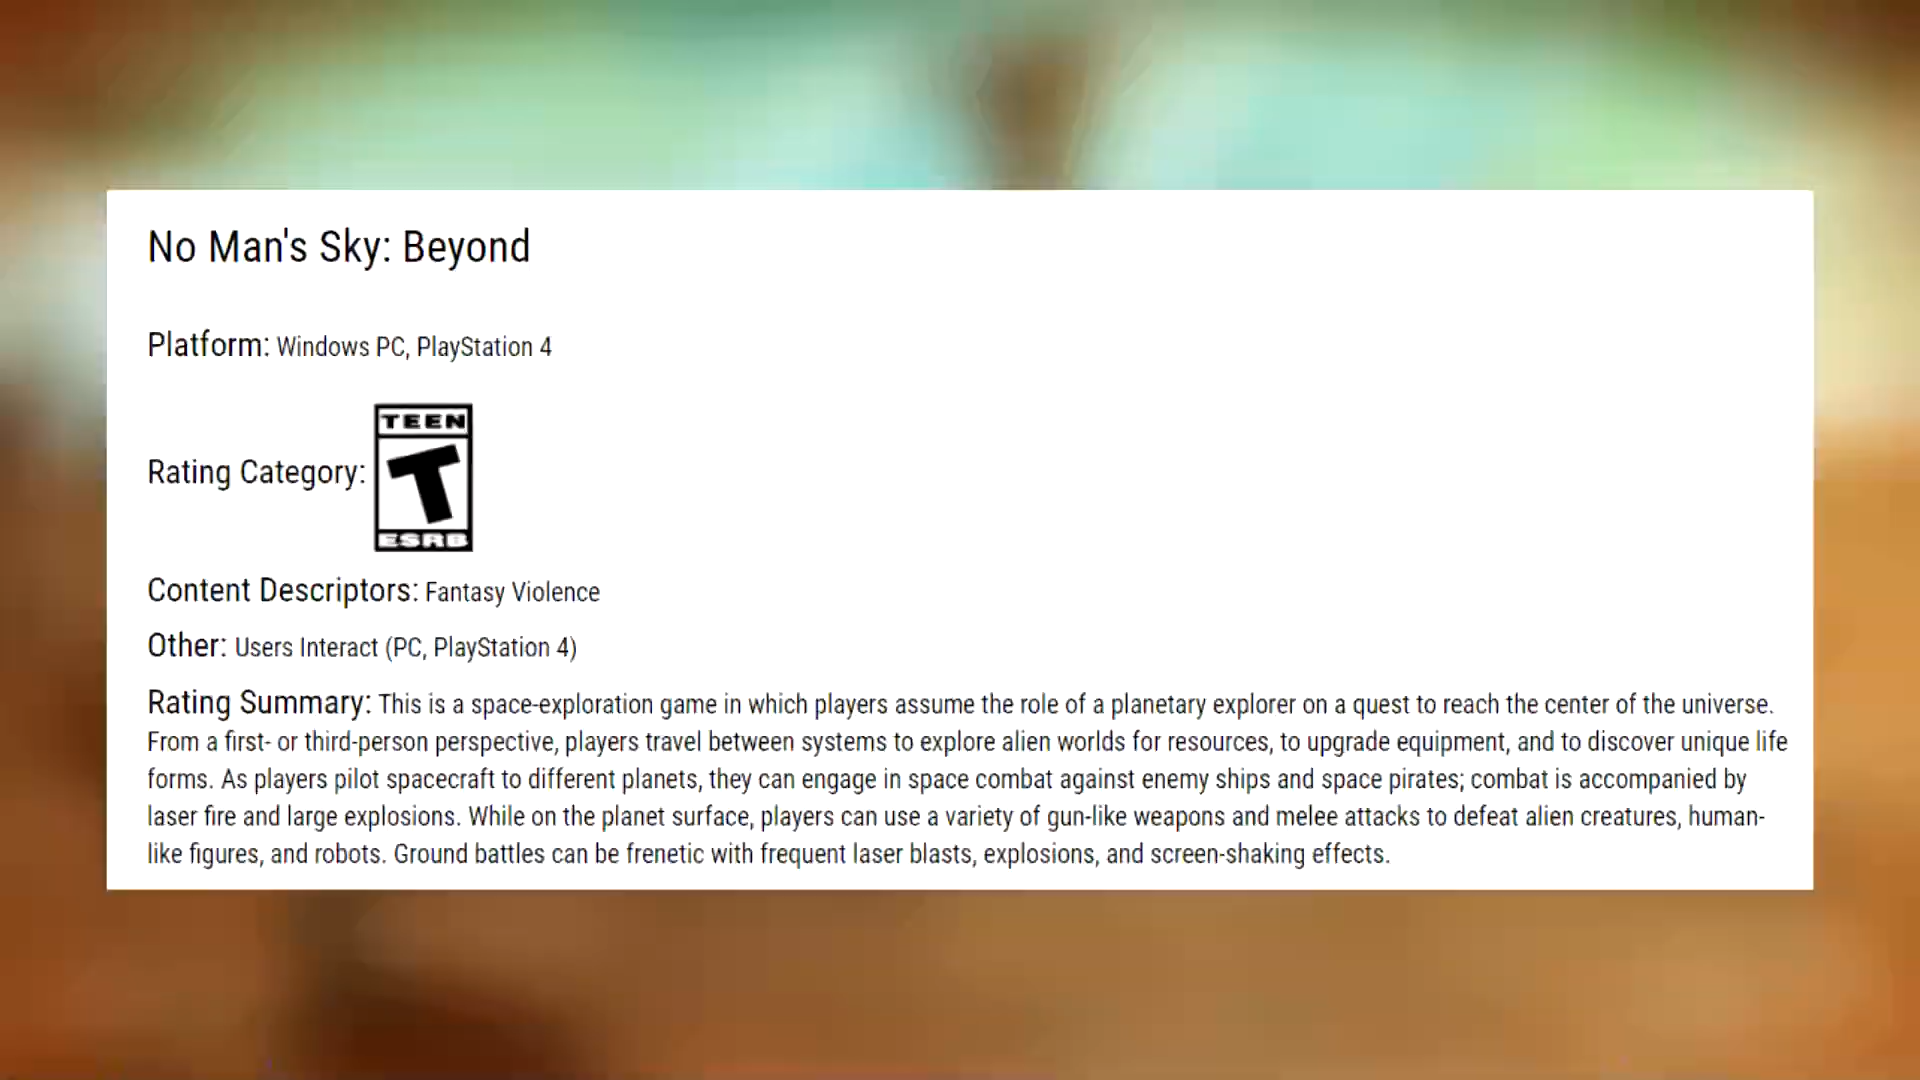 No Man's Sky: Beyond
Platform: Windows PC, PlayStation 4
TEEN
Rating Category: T
ESRB
Content Descriptors: Fantasy Violence
Other: Users Interact (PC, PlayStation 4)
Rating Summary: This is a space-exploration game in which players assume the role of a planetary explorer on a quest to reach the center of the universe.
From a first- or third-person perspective, players travel between systems to explore alien worlds for resources, to upgrade equipment, and to discover unique life
forms. As players pilot spacecraft to different planets, they can engage in space combat against enemy ships and space pirates; combat is accompanied by
laser fire and large explosions. While on the planet surface, players can use a variety of gun-like weapons and melee attacks to defeat alien creatures, human-
like figures, and robots. Ground battles can be frenetic with frequent laser blasts, explosions, and screen-shaking effects.